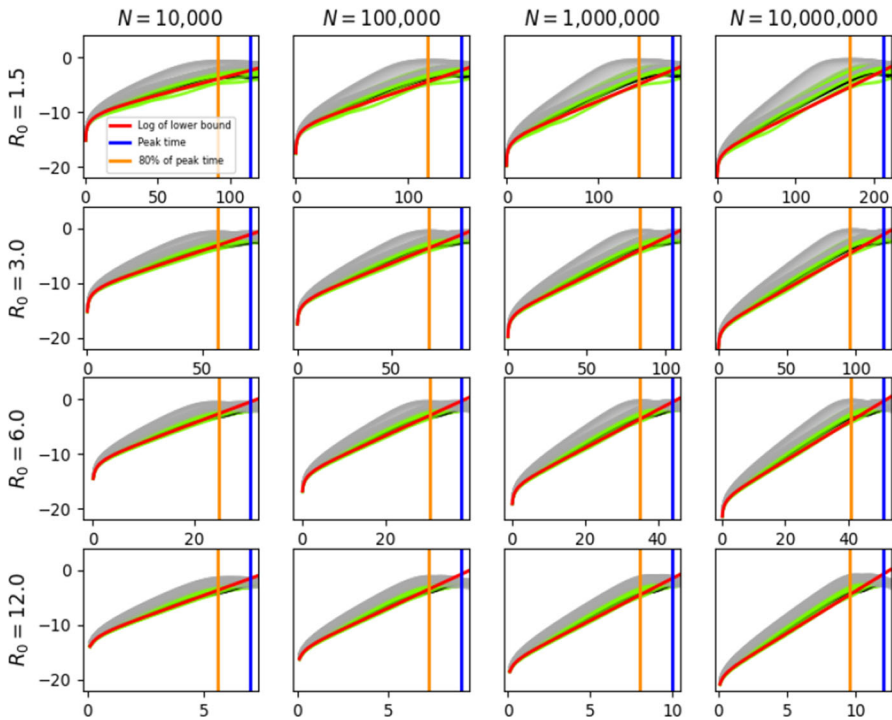 N = 10,000 N = 100,000 N = 1,000,000 N = 10,000,000
R₀ = 1.5
0
−10
−20
Log of lower bound
Peak time
80% of peak time
0 50 100 0 100 0 100 0 100 200
R₀ = 3.0
0
−10
−20
0 50 0 50 0 50 100 0 50 100
R₀ = 6.0
0
−10
−20
0 20 0 20 0 20 40 0 20 40
R₀ = 12.0
0
−10
−20
0 5 0 5 0 5 10 0 5 10